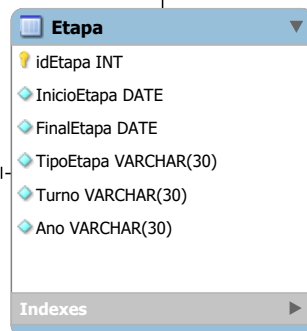 Etapa
idEtapa INT
InicioEtapa DATE
FinalEtapa DATE
TipoEtapa VARCHAR(30)
Turno VARCHAR(30)
Ano VARCHAR(30)
Indexes